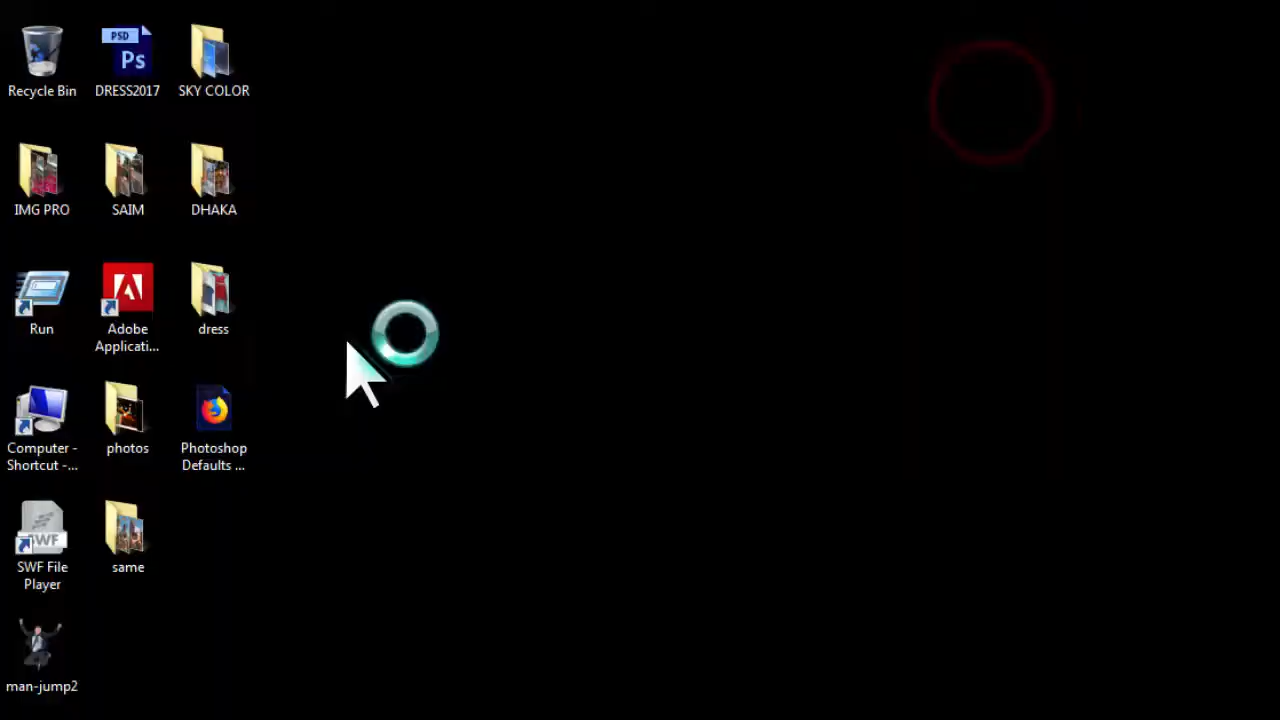 Recycle Bin
PSD
Ps
DRESS2017
SKY COLOR
IMG PRO
SAIM
DHAKA
Run
Adobe
Applicati...
dress
Computer -
Shortcut -...
photos
Photoshop
Defaults ...
SWF
SWF File
Player
same
man-jump2